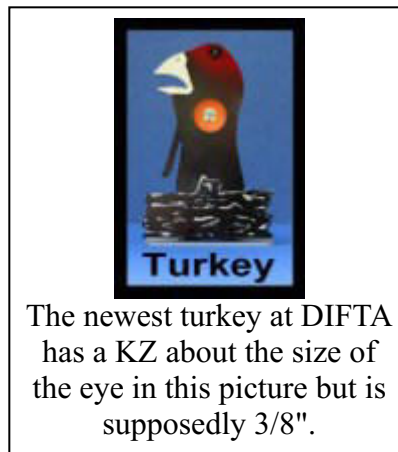 Turkey
The newest turkey at DIFTA
has a KZ about the size of
the eye in this picture but is
supposedly 3/8".